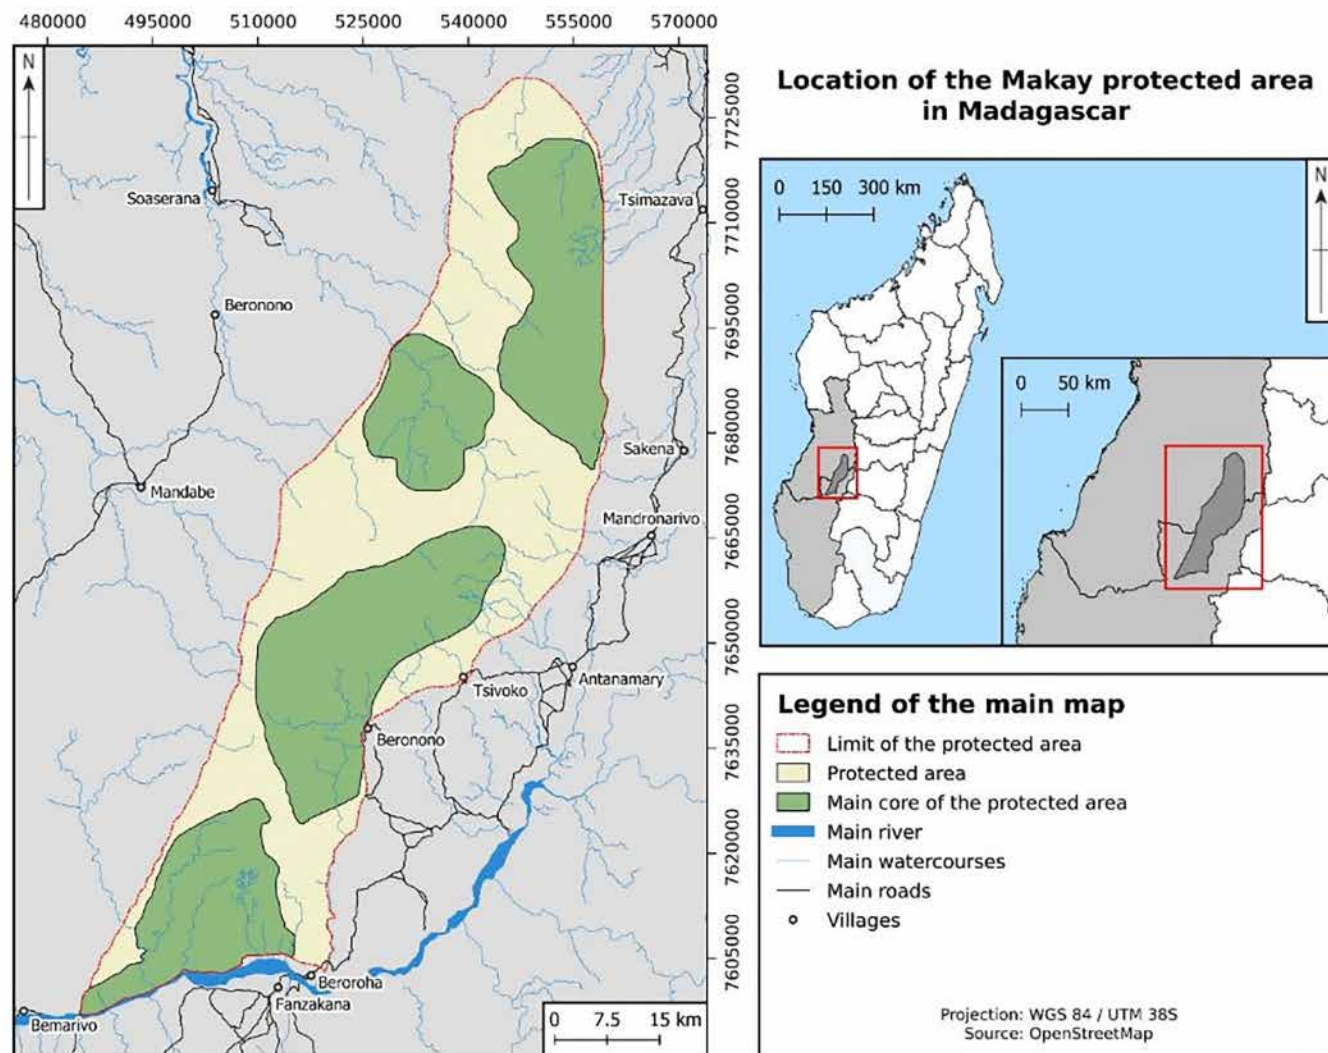 480000 495000 510000 525000 540000 555000 570000
N
7725000
7710000
7695000
7680000
7665000
7650000
7635000
7620000
7605000
Soaserana
Tsimazava
Beronono
Sakena
Mandabe
Mandronarivo
Antanamary
Tsivoko
Beronono
Beroroha
Fanzakana
Bemarivo
0 7.5 15 km
Location of the Makay protected area
in Madagascar
0 150 300 km
N
0 50 km
Legend of the main map
Limit of the protected area
Protected area
Main core of the protected area
Main river
Main watercourses
Main roads
Villages
Projection: WGS 84 / UTM 38S
Source: OpenStreetMap